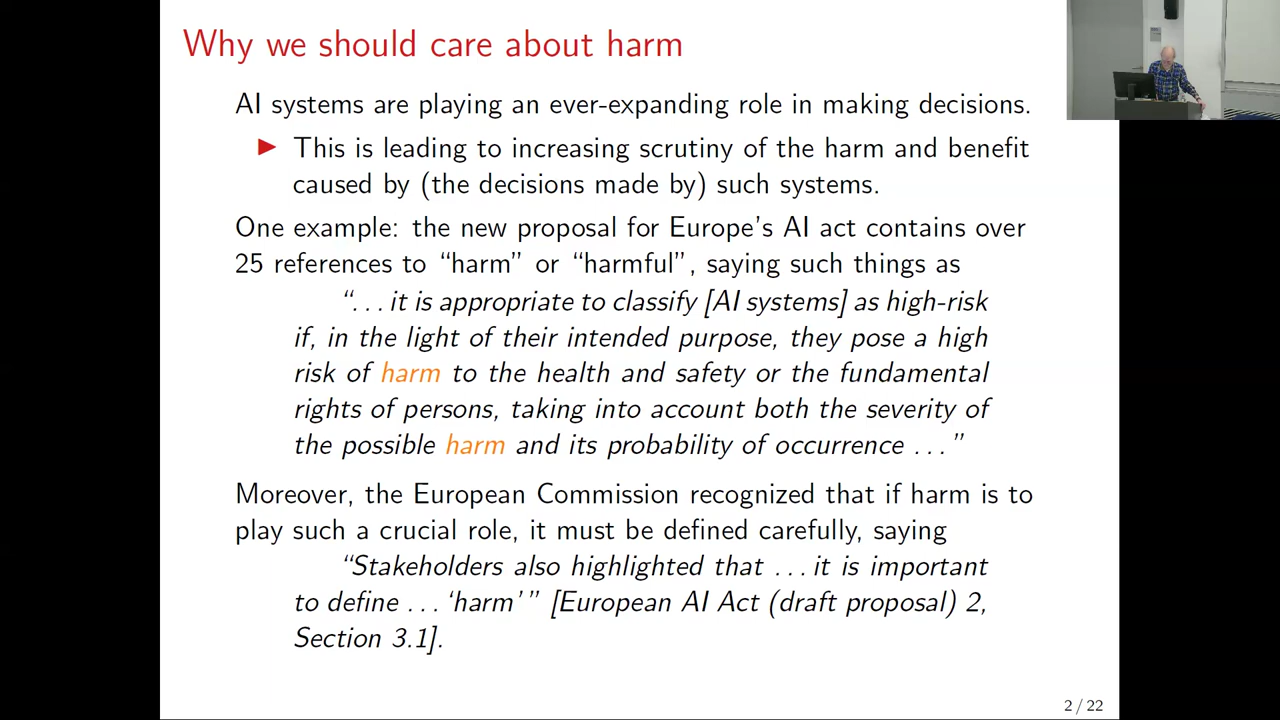 Why we should care about harm
AI systems are playing an ever-expanding role in making decisions.
▶ This is leading to increasing scrutiny of the harm and benefit
caused by (the decisions made by) such systems.
One example: the new proposal for Europe's AI act contains over
25 references to “harm” or “harmful”, saying such things as
“. . . it is appropriate to classify [AI systems] as high-risk
if, in the light of their intended purpose, they pose a high
risk of harm to the health and safety or the fundamental
rights of persons, taking into account both the severity of
the possible harm and its probability of occurrence . . .”
Moreover, the European Commission recognized that if harm is to
play such a crucial role, it must be defined carefully, saying
“Stakeholders also highlighted that . . . it is important
to define . . . ‘harm’ ” [European AI Act (draft proposal) 2,
Section 3.1].
2 / 22